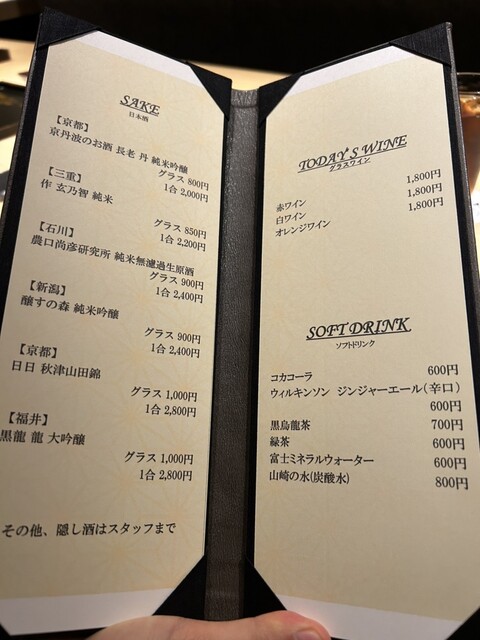 SAKE
日本酒
【京都】
京丹波のお酒 長老 丹 純米吟醸
グラス 800円
1合 2,000円
【三重】
作 玄乃智 純米
グラス 850円
1合 2,200円
【石川】
農口尚彦研究所 純米無濾過生原酒
グラス 900円
1合 2,400円
【新潟】
醸すの森 純米吟醸
グラス 900円
1合 2,400円
【京都】
日日 秋津山田錦
グラス 1,000円
1合 2,800円
【福井】
黒龍 龍 大吟醸
グラス 1,000円
1合 2,800円
その他、隠し酒はスタッフまで
TODAY S WINE
グラスワイン
赤ワイン 1,800円
白ワイン 1,800円
オレンジワイン 1,800円
SOFT DRINK
ソフトドリンク
コカコーラ 600円
ウィルキンソン ジンジャーエール(辛口)
600円
黒烏龍茶 700円
緑茶 600円
富士ミネラルウォーター 600円
山崎の水(炭酸水) 800円